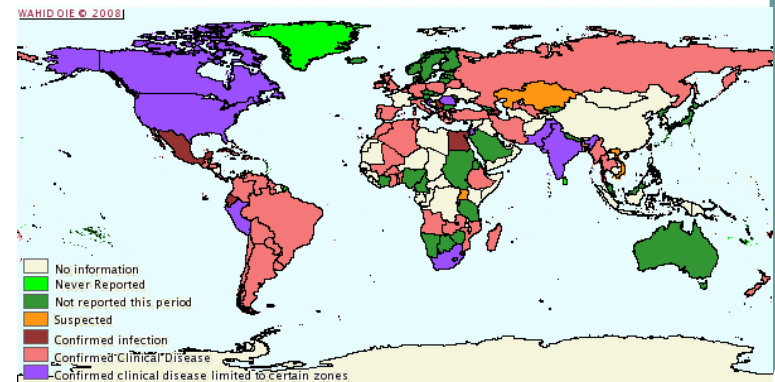 WAHID OIE © 2008
No information
Never Reported
Not reported this period
Suspected
Confirmed infection
Confirmed Clinical Disease
Confirmed clinical disease limited to certain zones